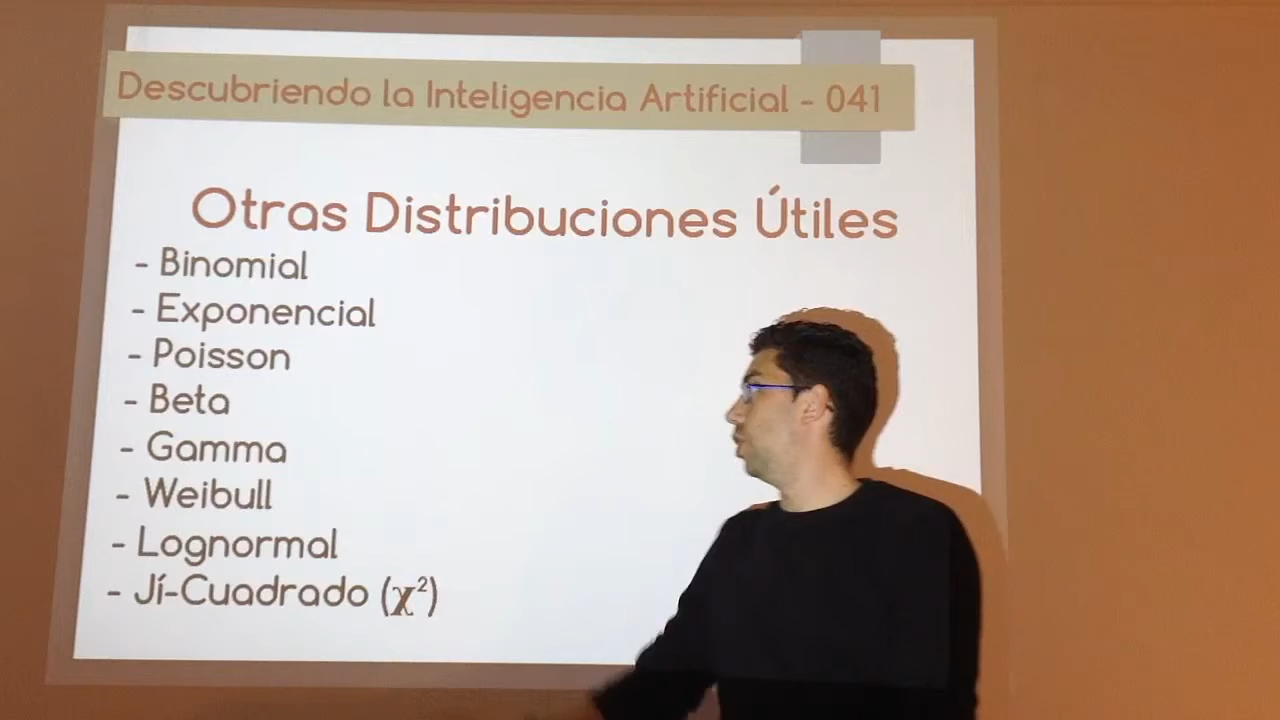 Descubriendo la Inteligencia Artificial - 041
Otras Distribuciones Útiles
- Binomial
- Exponencial
- Poisson
- Beta
- Gamma
- Weibull
- Lognormal
- Jí-Cuadrado (χ²)